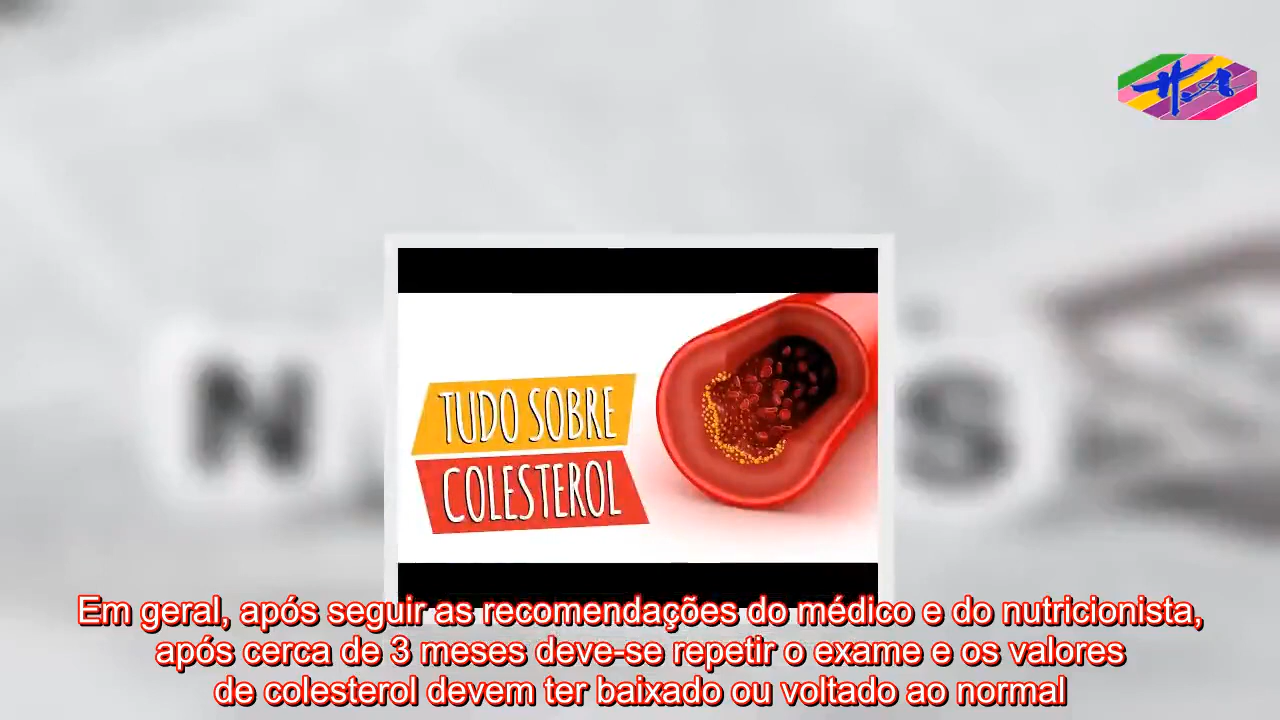 HA
N S
TUDO SOBRE
COLESTEROL
Em geral, após seguir as recomendações do médico e do nutricionista,
após cerca de 3 meses deve-se repetir o exame e os valores
de colesterol devem ter baixado ou voltado ao normal